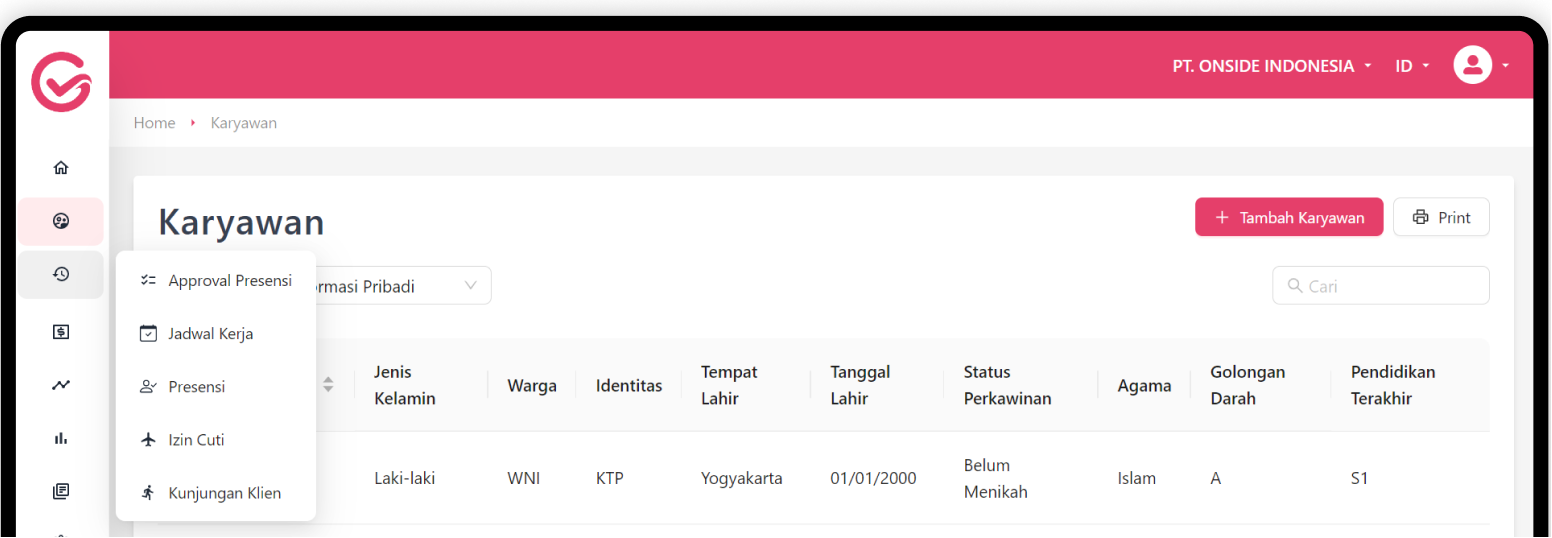 PT. ONSIDE INDONESIA ID
Home Karyawan
Karyawan
+ Tambah Karyawan
Print
Approval Presensi
Jadwal Kerja
Presensi
Izin Cuti
Kunjungan Klien
Pribadi
Cari
Jenis Kelamin
Warga
Identitas
Tempat Lahir
Tanggal Lahir
Status Perkawinan
Agama
Golongan Darah
Pendidikan Terakhir
Laki-laki
WNI
KTP
Yogyakarta
01/01/2000
Belum Menikah
Islam
A
S1